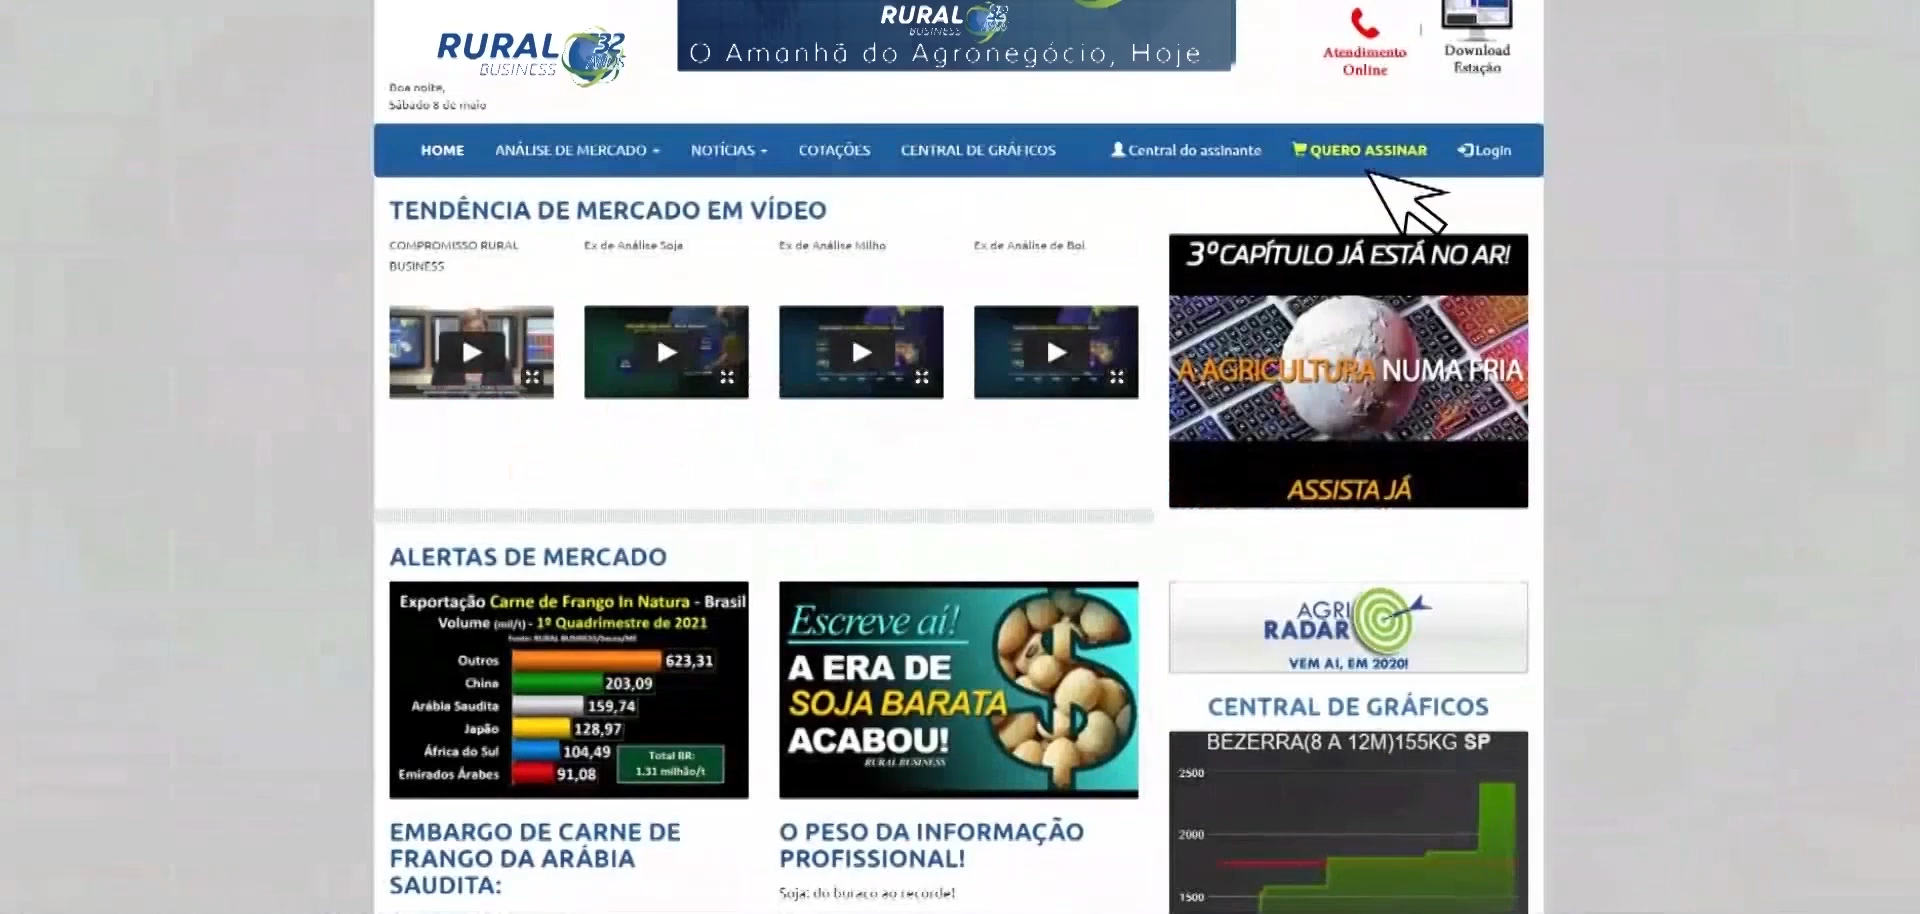 RURAL 32 Anos
BUSINESS
RURAL
BUSINESS
O Amanhã do Agronegócio, Hoje.
Atendimento
Online
Download
Estação
Boa noite,
Sábado 8 de maio
HOME ANÁLISE DE MERCADO NOTÍCIAS COTAÇÕES CENTRAL DE GRÁFICOS Central do assinante QUERO ASSINAR Login
TENDÊNCIA DE MERCADO EM VÍDEO
COMPROMISSO RURAL
BUSINESS
Ex de Análise Soja
Ex de Análise Milho
Ex de Análise de Boi
3º CAPÍTULO JÁ ESTÁ NO AR!
A AGRICULTURA NUMA FRIA
ASSISTA JÁ
ALERTAS DE MERCADO
Exportação Carne de Frango In Natura - Brasil
Volume (mil/t) - 1º Quadrimestre de 2021
Outros 623,31
China 203,09
Arábia Saudita 159,74
Japão 128,97
África do Sul 104,49
Emirados Árabes 91,08
Total BR:
1.31 milhão/t
EMBARGO DE CARNE DE
FRANGO DA ARÁBIA
SAUDITA:
Escreve aí!
A ERA DE
SOJA BARATA
ACABOU!
RURAL BUSINESS
O PESO DA INFORMAÇÃO
PROFISSIONAL!
Soja: do buraco ao recorde!
AGRI
RADAR
VEM AI, EM 2020!
CENTRAL DE GRÁFICOS
BEZERRA(8 A 12M)155KG SP
2500
2000
1500